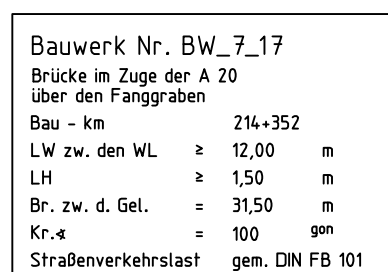 Bauwerk Nr. BW_7_17
Brücke im Zuge der A 20
über den Fanggraben
Bau - km 214+352
LW zw. den WL ≥ 12,00 m
LH ≥ 1,50 m
Br. zw. d. Gel. = 31,50 m
Kr.∢ = 100 gon
Straßenverkehrslast gem. DIN FB 101